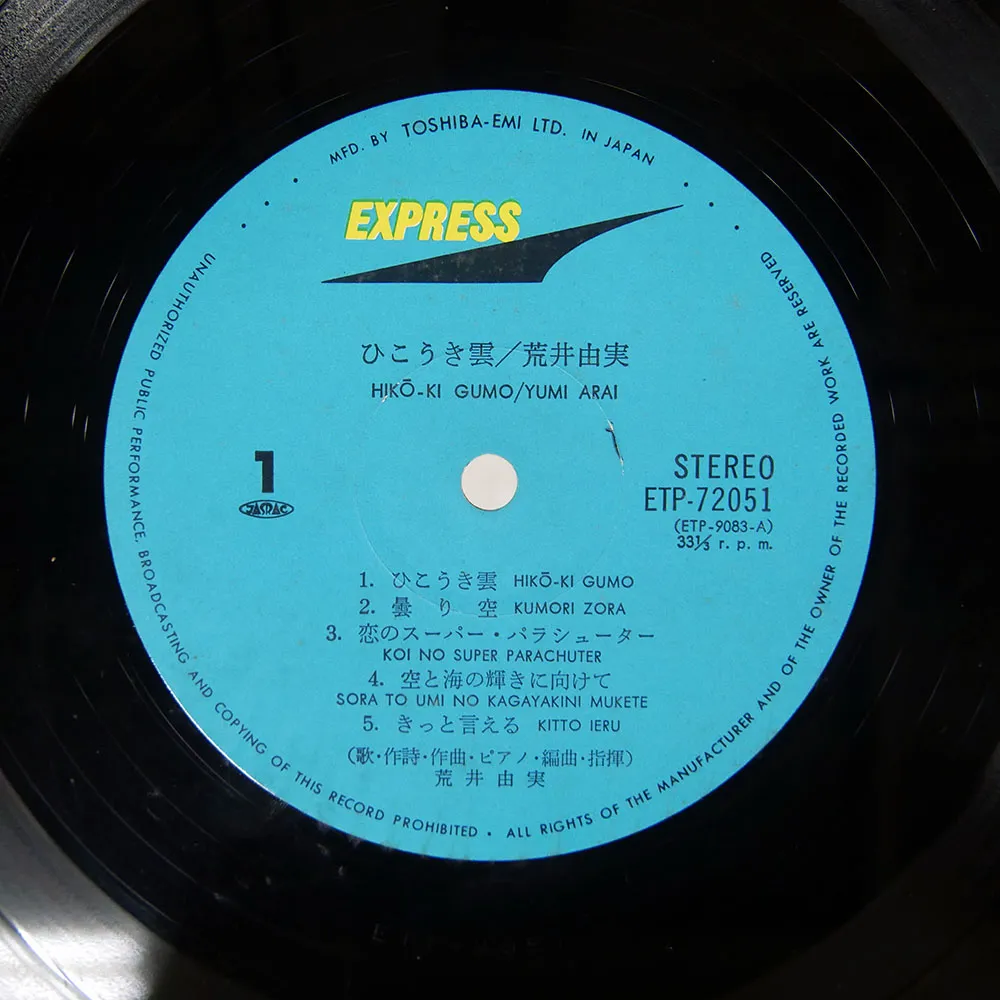 MFD. BY TOSHIBA-EMI LTD. IN JAPAN
EXPRESS
ひこうき雲/荒井由実
HIKŌ-KI GUMO/YUMI ARAI
1
JASRAC
STEREO
ETP-72051
(ETP-9083-A)
33⅓ r. p. m.
1. ひこうき雲 HIKŌ-KI GUMO
2. 曇り空 KUMORI ZORA
3. 恋のスーパー・パラシューター
KOI NO SUPER PARACHUTER
4. 空と海の輝きに向けて
SORA TO UMI NO KAGAYAKINI MUKETE
5. きっと言える KITTO IERU
(歌・作詩・作曲・ピアノ・編曲・指揮)
荒井由実
UNAUTHORIZED PUBLIC PERFORMANCE, BROADCASTING AND COPYING OF THIS RECORD PROHIBITED • ALL RIGHTS OF THE MANUFACTURER AND OF THE OWNER OF THE RECORDED WORK ARE RESERVED